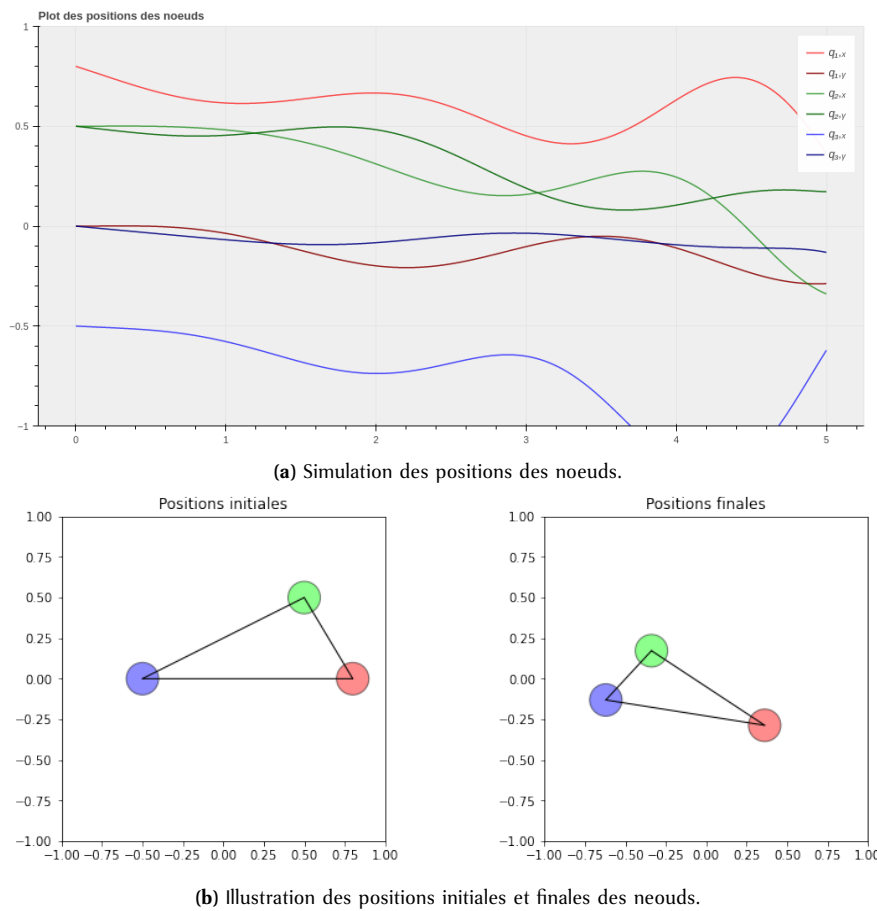 Plot des positions des noeuds
1
0.5
0
−0.5
−1
0 1 2 3 4 5
q₁,x
q₁,y
q₂,x
q₂,y
q₃,x
q₃,y
(a) Simulation des positions des noeuds.
Positions initiales
1.00
0.75
0.50
0.25
0.00
−0.25
−0.50
−0.75
−1.00
−1.00 −0.75 −0.50 −0.25 0.00 0.25 0.50 0.75 1.00
Positions finales
1.00
0.75
0.50
0.25
0.00
−0.25
−0.50
−0.75
−1.00
−1.00 −0.75 −0.50 −0.25 0.00 0.25 0.50 0.75 1.00
(b) Illustration des positions initiales et finales des neouds.